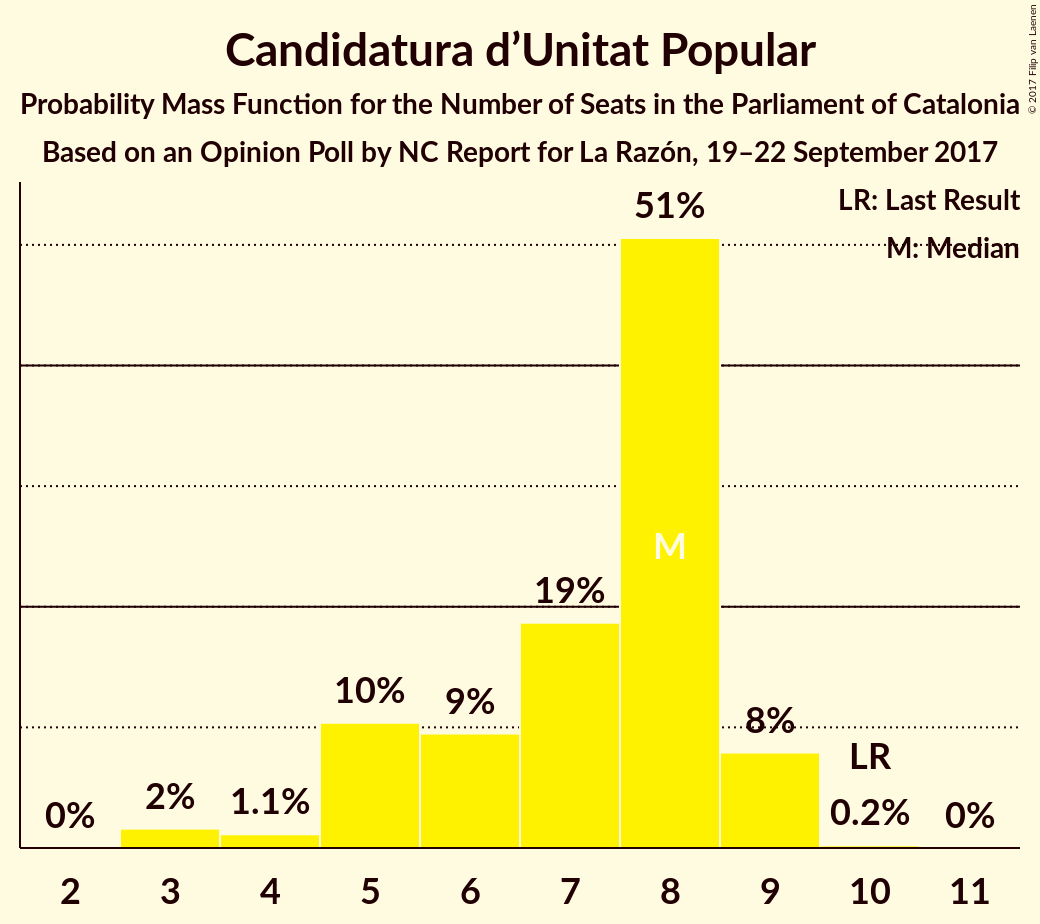 Candidatura d’Unitat Popular
Probability Mass Function for the Number of Seats in the Parliament of Catalonia
Based on an Opinion Poll by NC Report for La Razón, 19–22 September 2017
© 2017 Filip van Laenen
LR: Last Result
M: Median
51%
M
19%
10%
9%
8%
LR
2%
1.1%
0.2%
0%
0%
2 3 4 5 6 7 8 9 10 11